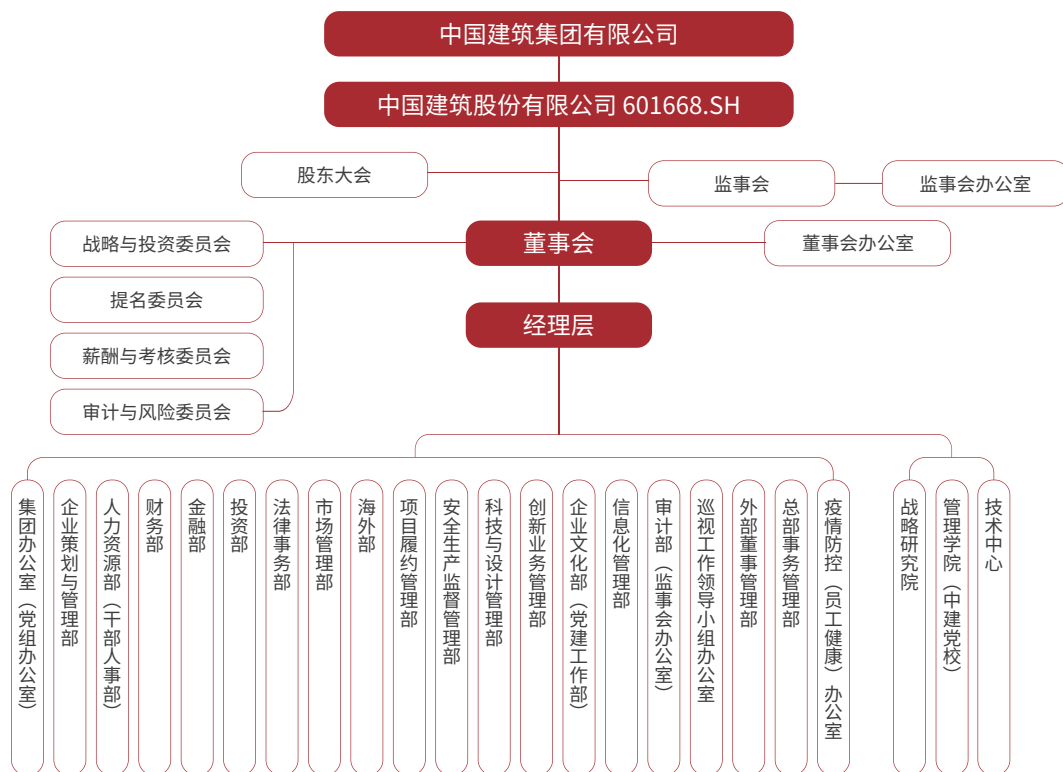 中国建筑集团有限公司
中国建筑股份有限公司 601668.SH
股东大会
监事会
监事会办公室
战略与投资委员会
董事会
董事会办公室
提名委员会
经理层
薪酬与考核委员会
审计与风险委员会
集团办公室（党组办公室）
企业策划与管理部
人力资源部（干部人事部）
财务部
金融部
投资部
法律事务部
市场管理部
海外部
项目履约管理部
安全生产监督管理部
科技与设计管理部
创新业务管理部
企业文化部（党建工作部）
信息化管理部
审计部（监事会办公室）
巡视工作领导小组办公室
外部董事管理部
总部事务管理部
疫情防控（员工健康）办公室
战略研究院
管理学院（中建党校）
技术中心